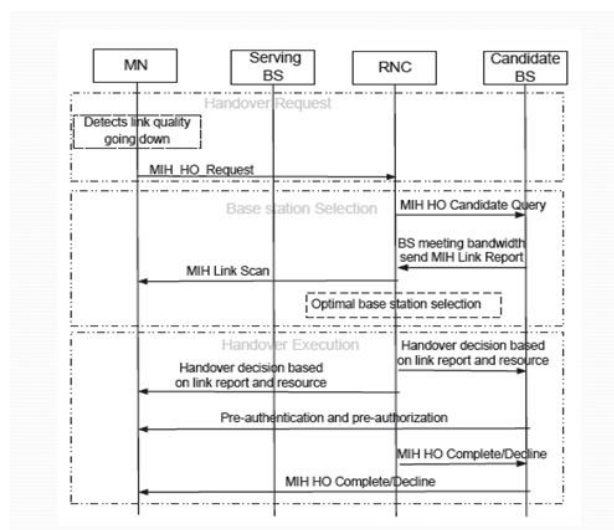 MN
Serving
BS
RNC
Candidate
BS
Handover Request
Detects link quality
going down
MIH_HO_Request
Base station Selection
MIH HO Candidate Query
BS meeting bandwidth
send MIH Link Report
MIH Link Scan
Optimal base station selection
Handover Execution
Handover decision based
on link report and resource
Handover decision based
on link report and resource
Pre-authentication and pre-authorization
MIH HO Complete/Decline
MIH HO Complete/Decline